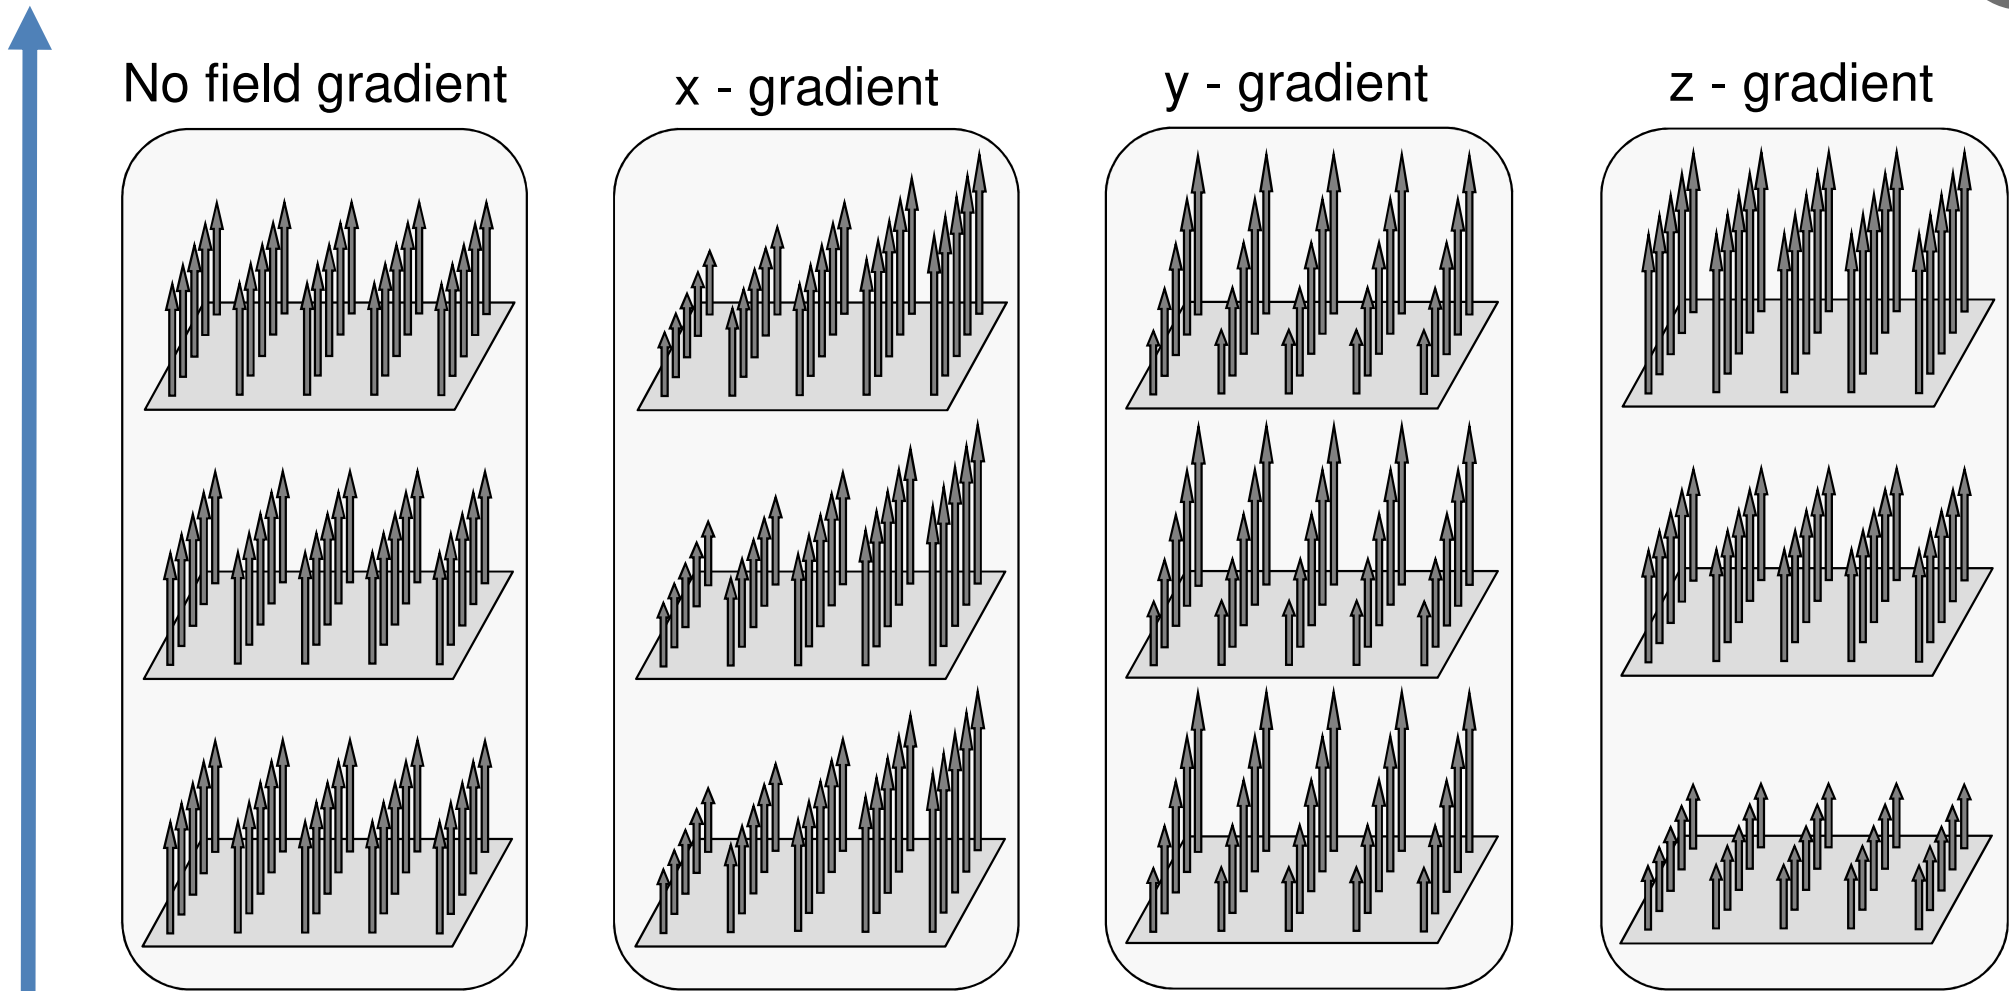 No field gradient
x - gradient
y - gradient
z - gradient